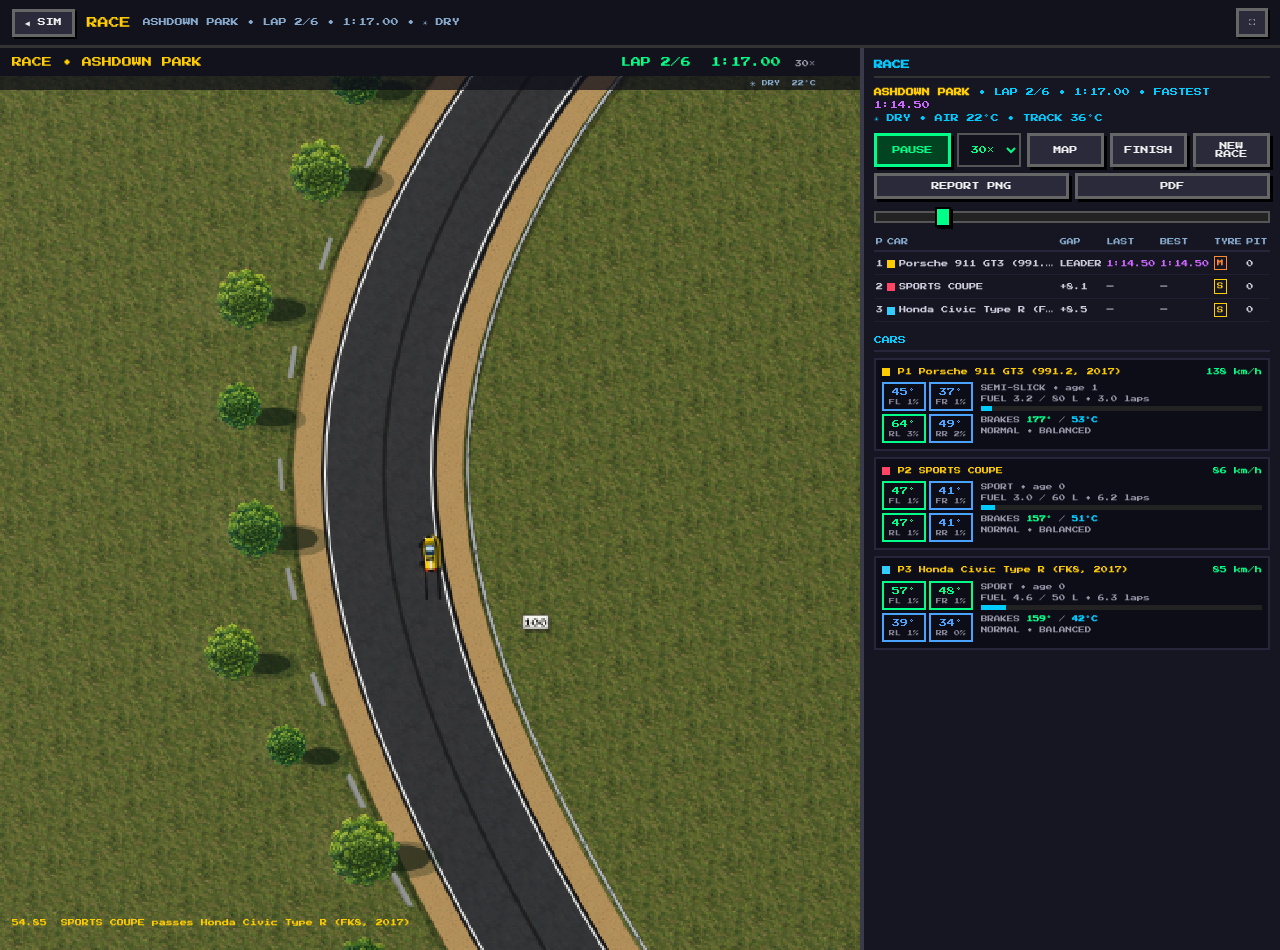 ◂ SIM RACE ASHDOWN PARK • LAP 2/6 • 1:17.00 • ☀ DRY
RACE • ASHDOWN PARK LAP 2/6 1:17.00 30×
☀ DRY 22°C
100
54.85 SPORTS COUPE passes Honda Civic Type R (FK8, 2017)
RACE
ASHDOWN PARK • LAP 2/6 • 1:17.00 • FASTEST
1:14.50
☀ DRY • AIR 22°C • TRACK 36°C
PAUSE 30× MAP FINISH NEW RACE
REPORT PNG PDF
P CAR GAP LAST BEST TYRE PIT
1 Porsche 911 GT3 (991.… LEADER 1:14.50 1:14.50 M 0
2 SPORTS COUPE +8.1 — — S 0
3 Honda Civic Type R (F… +8.5 — — S 0
CARS
P1 Porsche 911 GT3 (991.2, 2017) 138 km/h
45° 37° SEMI-SLICK • age 1
FL 1% FR 1% FUEL 3.2 / 80 L • 3.0 laps
64° 49° BRAKES 177° / 53°C
RL 3% RR 2% NORMAL • BALANCED
P2 SPORTS COUPE 86 km/h
47° 41° SPORT • age 0
FL 1% FR 1% FUEL 3.0 / 60 L • 6.2 laps
47° 41° BRAKES 157° / 51°C
RL 1% RR 1% NORMAL • BALANCED
P3 Honda Civic Type R (FK8, 2017) 85 km/h
57° 48° SPORT • age 0
FL 1% FR 1% FUEL 4.6 / 50 L • 6.3 laps
39° 34° BRAKES 159° / 42°C
RL 1% RR 0% NORMAL • BALANCED